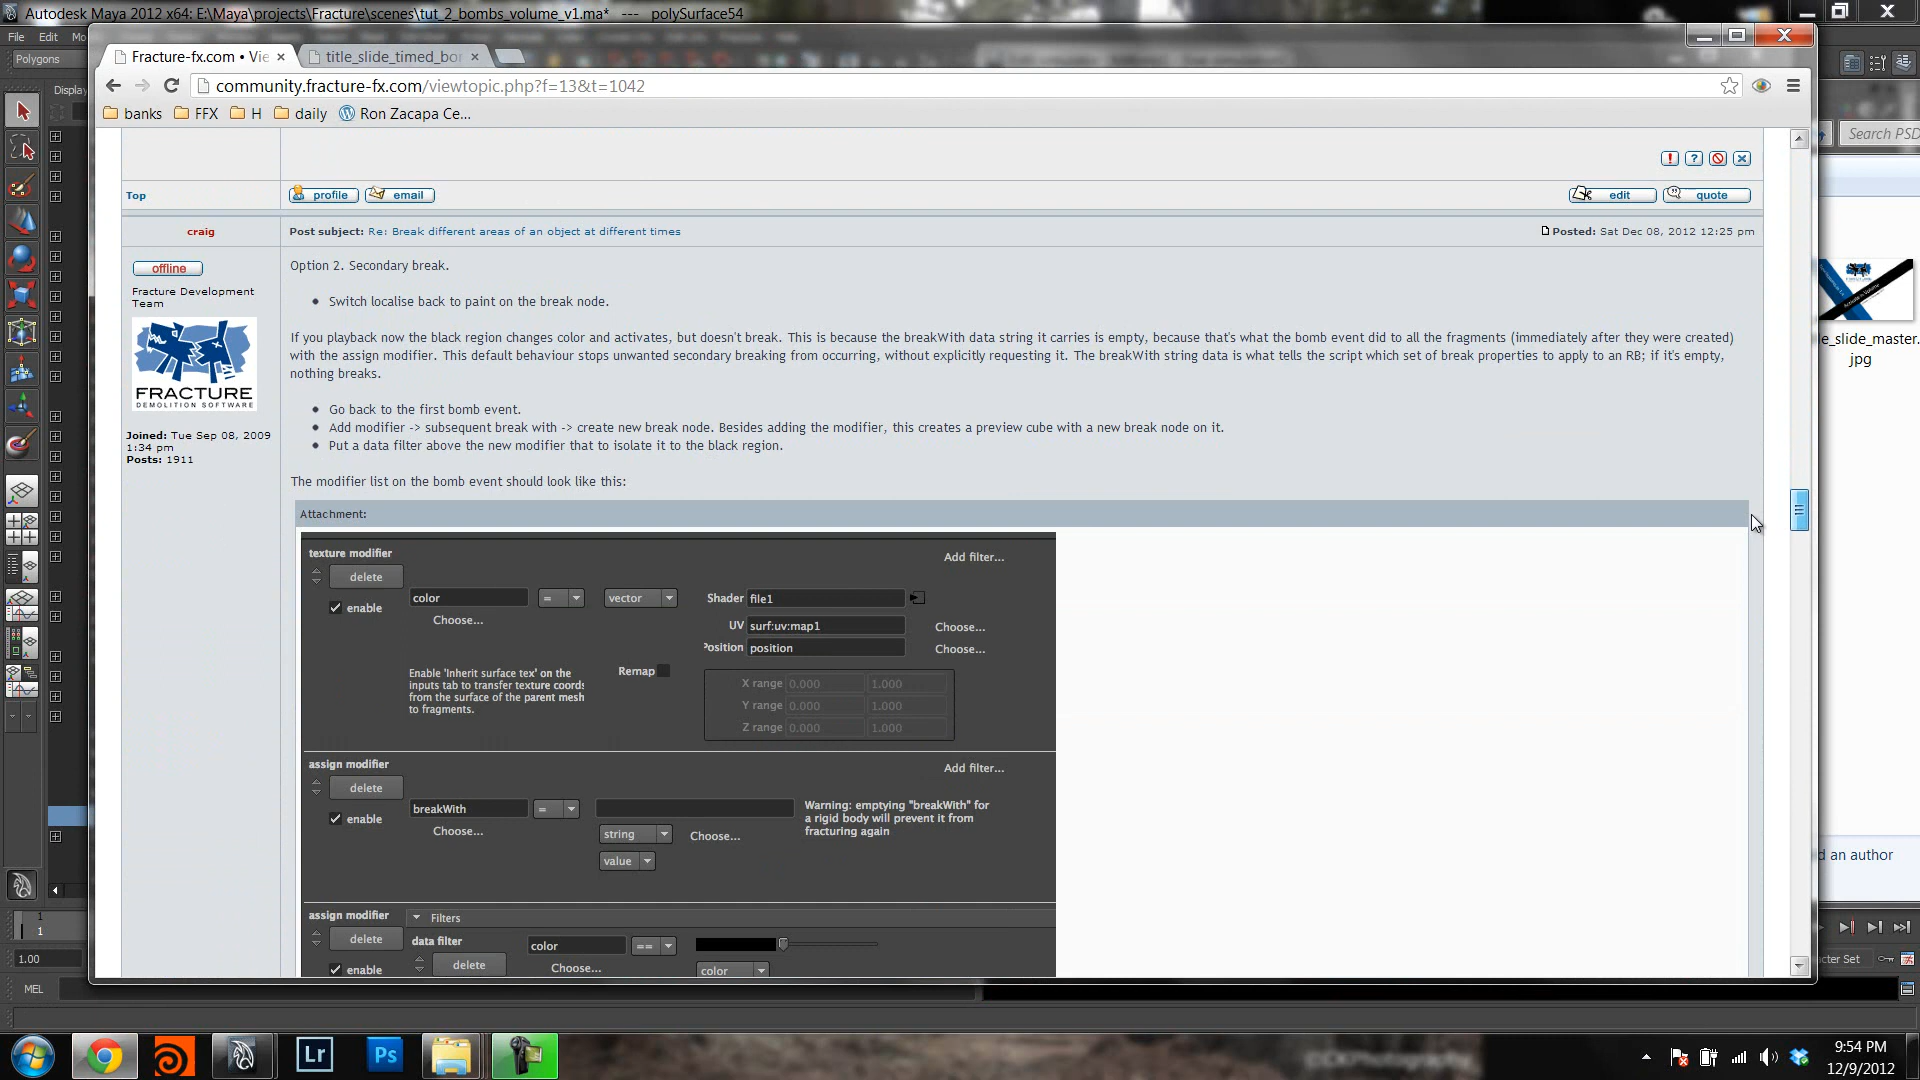 Autodesk Maya 2012 x64: E:\Maya\projects\Fracture\scenes\tut_2_bombs_volume_v1.ma* --- polySurface54
File Edit Mo
Polygons
Fracture-fx.com • Vie
title_slide_timed_bo
community.fracture-fx.com/viewtopic.php?f=13&t=1042
Search PSD
banks FFX H daily Ron Zacapa Ce...
Display
Top
profile email
edit quote
craig
Post subject: Re: Break different areas of an object at different times
Posted: Sat Dec 08, 2012 12:25 pm
offline
Fracture Development
Team
FRACTURE
DEMOLITION SOFTWARE
Joined: Tue Sep 08, 2009
1:34 pm
Posts: 1911
Option 2. Secondary break.
• Switch localise back to paint on the break node.
If you playback now the black region changes color and activates, but doesn't break. This is because the breakWith data string it carries is empty, because that's what the bomb event did to all the fragments (immediately after they were created)
with the assign modifier. This default behaviour stops unwanted secondary breaking from occurring, without explicitly requesting it. The breakWith string data is what tells the script which set of break properties to apply to an RB; if it's empty,
nothing breaks.
• Go back to the first bomb event.
• Add modifier -> subsequent break with -> create new break node. Besides adding the modifier, this creates a preview cube with a new break node on it.
• Put a data filter above the new modifier that to isolate it to the black region.
The modifier list on the bomb event should look like this:
Attachment:
texture modifier
Add filter...
delete
enable
color = vector
Choose...
Shader file1
UV surf:uv:map1 Choose...
Position position Choose...
Enable 'Inherit surface tex' on the
inputs tab to transfer texture coords
from the surface of the parent mesh
to fragments.
Remap
X range 0.000 1.000
Y range 0.000 1.000
Z range 0.000 1.000
assign modifier
Add filter...
delete
enable
breakWith =
Choose...
string Choose...
value
Warning: emptying "breakWith" for
a rigid body will prevent it from
fracturing again
assign modifier Filters
delete
enable
data filter color ==
delete Choose... color
e_slide_master.
jpg
d an author
1
1
1.00
cter Set
MEL
Lr Ps
9:54 PM
12/9/2012